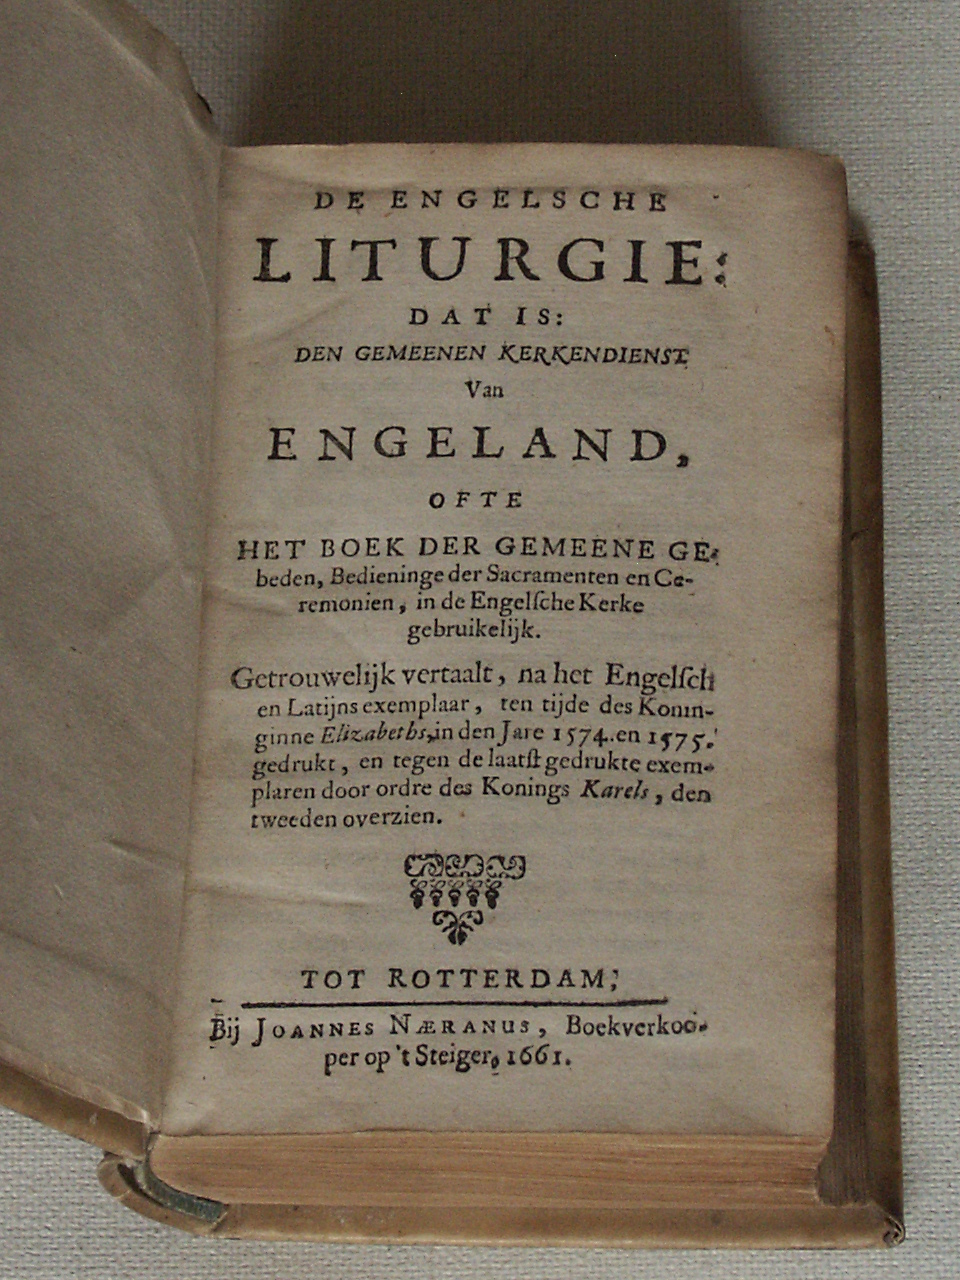 DE ENGELSCHE
LITURGIE:
DAT IS:
DEN GEMEENEN KERKENDIENST
Van
ENGELAND,
OFTE
HET BOEK DER GEMEENE GE-
beden, Bedieninge der Sacramenten en Ce-
remonien, in de Engelſche Kerke
gebruikelijk.
Getrouwelijk vertaalt, na het Engelſch
en Latijns exemplaar, ten tijde des Konin-
ginne Elizabeths, in den Jare 1574. en 1575.
gedrukt, en tegen de laatſt gedrukte exem-
plaren door ordre des Konings Karels, den
tweeden overzien.
TOT ROTTERDAM,
Bij JOANNES NÆRANUS, Boekverkoo-
per op 't Steiger, 1661.